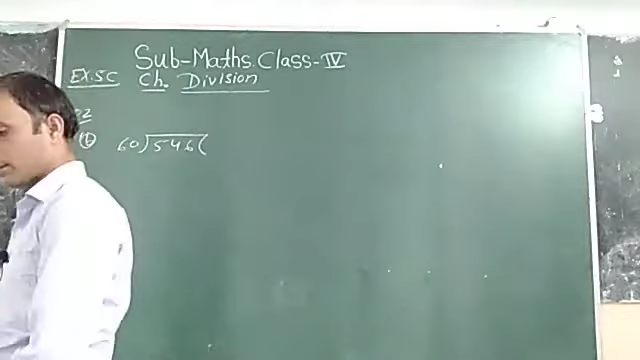 Sub-Maths. Class-IV
EX.5C Ch. Division
(b) 60)546(